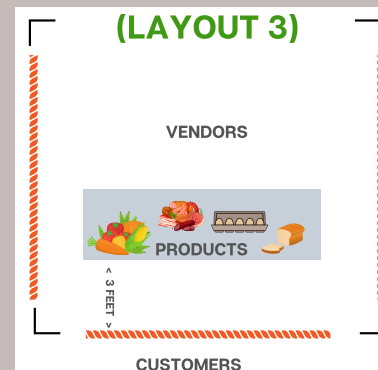 (LAYOUT 3)
VENDORS
PRODUCTS
< 3 FEET >
CUSTOMERS